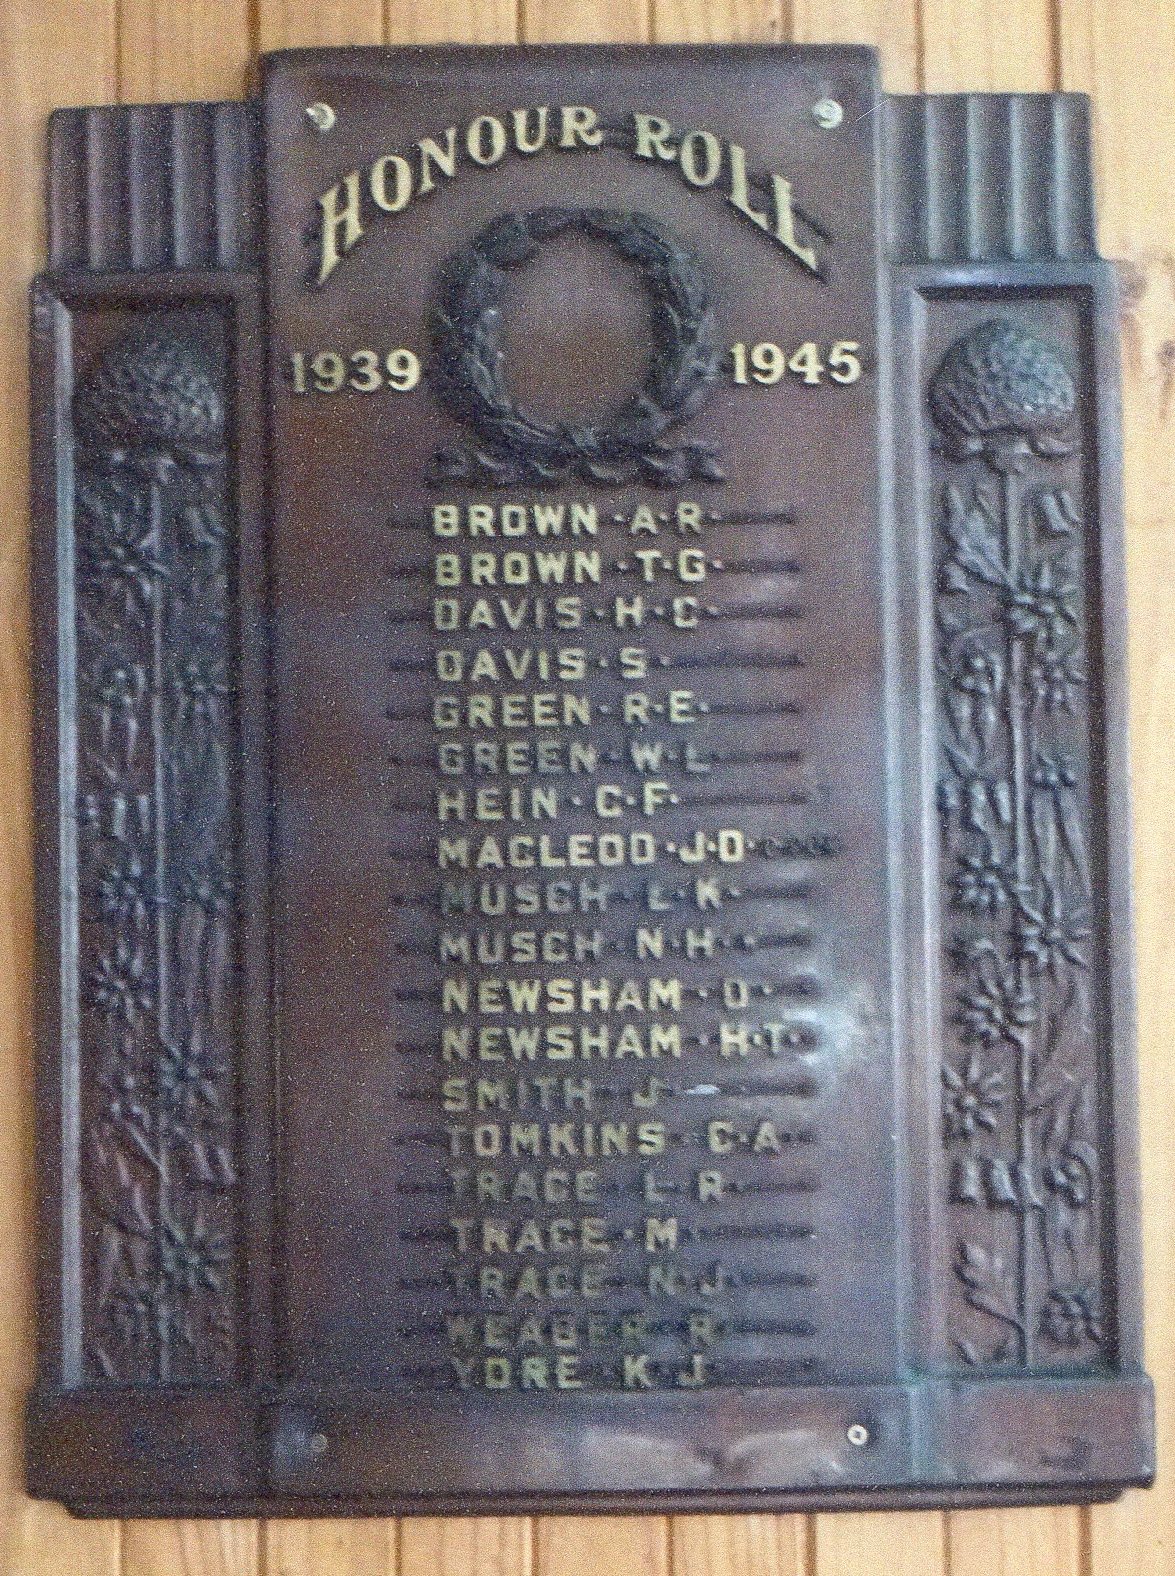 HONOUR ROLL
1939 1945
BROWN · A · R
BROWN · T · G ·
DAVIS · H · C ·
DAVIS · S ·
GREEN · R · E ·
GREEN · W · L
HEIN · C · F ·
MACLEOD · J · D ·
MUSCH · L · K ·
MUSCH · N · H ·
NEWSHAM · D ·
NEWSHAM · H · T ·
SMITH J
TOMKINS · C · A ·
TRACE · L · R
TRACE · M ·
TRACE · N · J
R
YORE · K · J